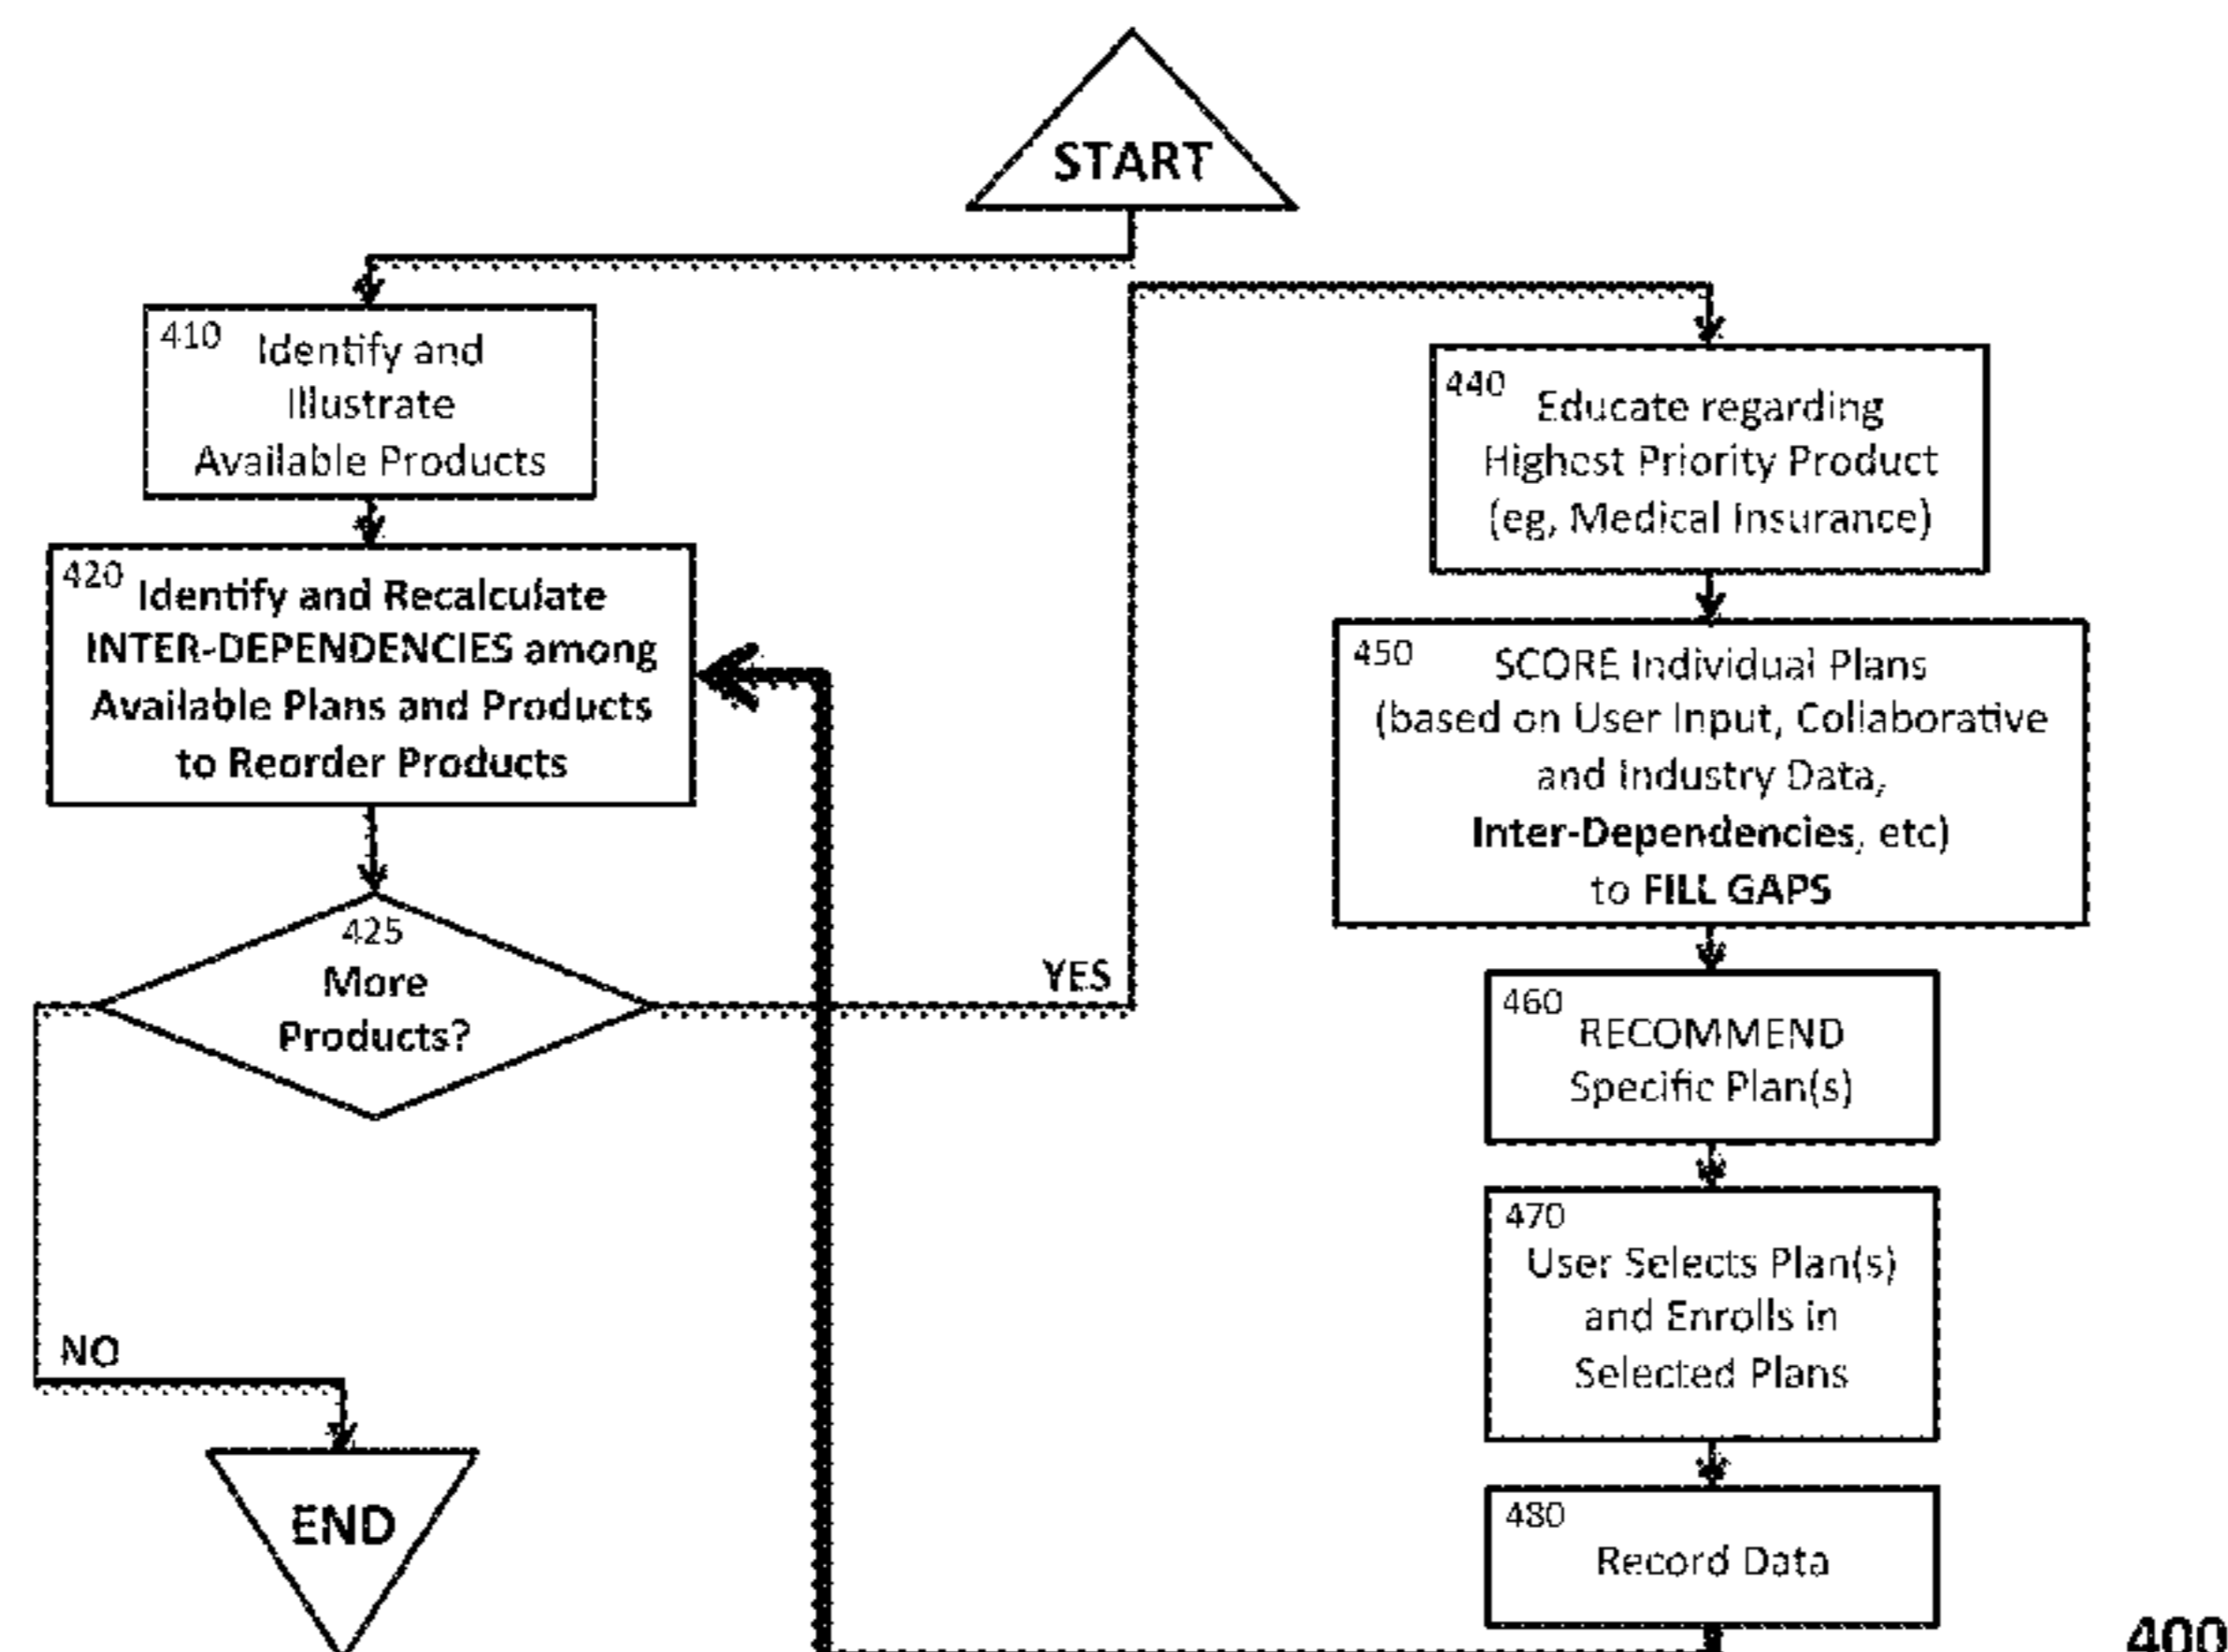 START
410
Identify and
Illustrate
Available Products
420
Identify and Recalculate
INTER-DEPENDENCIES among
Available Plans and Products
to Reorder Products
425
More
Products?
YES
NO
END
440
Educate regarding
Highest Priority Product
(eg, Medical Insurance)
450
SCORE Individual Plans
(based on User Input, Collaborative
and Industry Data,
Inter-Dependencies, etc)
to FILL GAPS
460
RECOMMEND
Specific Plan(s)
470
User Selects Plan(s)
and Enrolls in
Selected Plans
480
Record Data
400